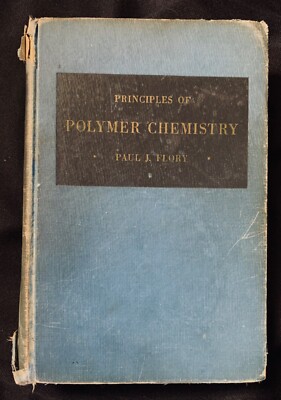 PRINCIPLES OF
POLYMER CHEMISTRY
· PAUL J. FLORY ·